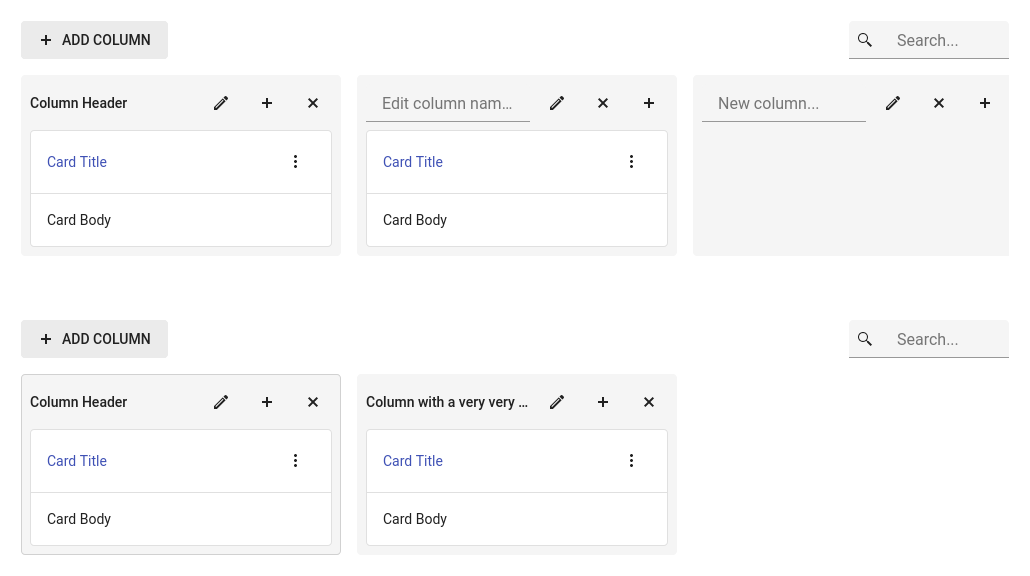 ADD COLUMN
Search...
Column Header
Edit column nam...
New column...
Card Title
Card Title
Card Body
Card Body
ADD COLUMN
Search...
Column Header
Column with a very very ...
Card Title
Card Title
Card Body
Card Body